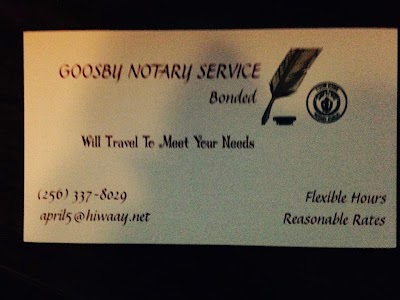 GOOSBY NOTARY SERVICE
Bonded
Will Travel To Meet Your Needs
(256) 337-8029
april5@hiwaay.net
Flexible Hours
Reasonable Rates